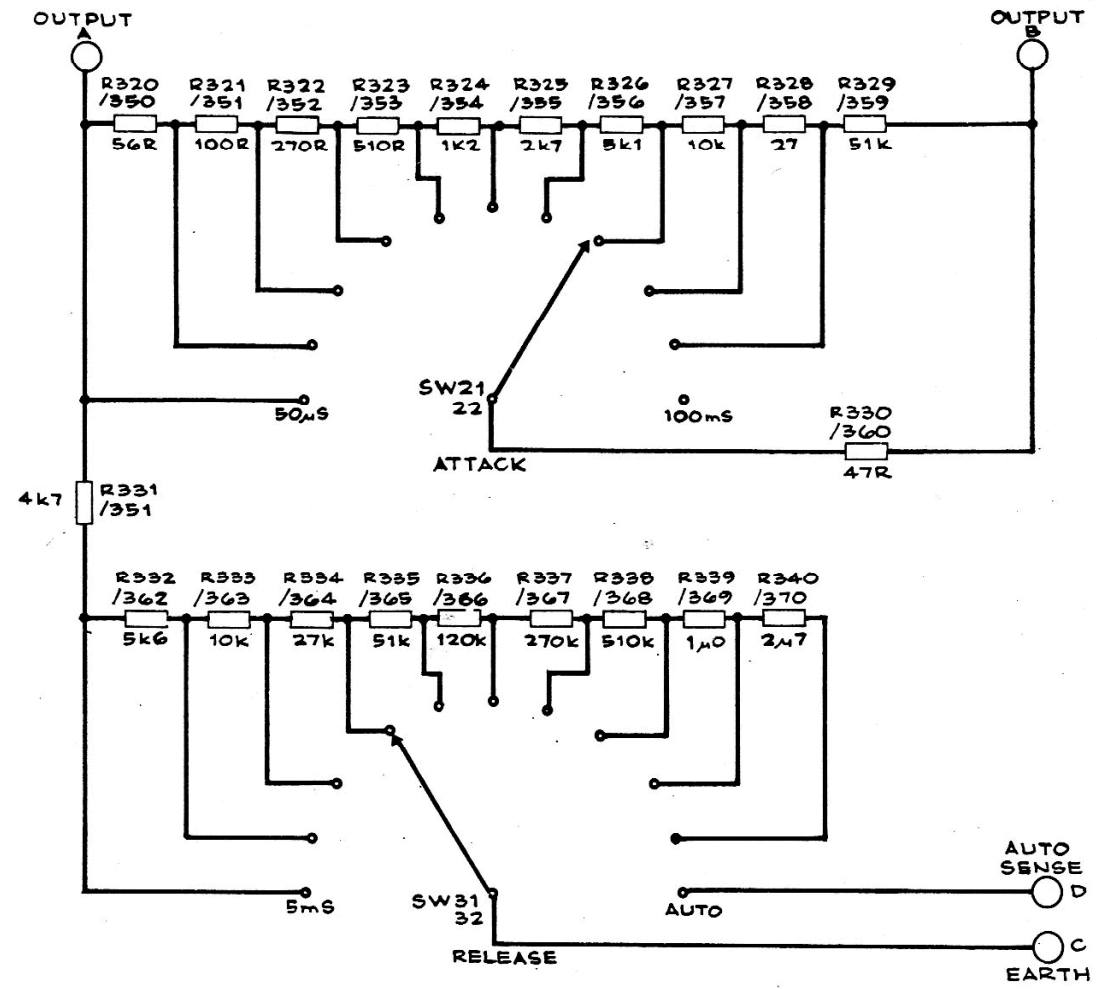 OUTPUT
A
OUTPUT
B
R320
/350
R321
/351
R322
/352
R323
/353
R324
/354
R325
/355
R326
/356
R327
/357
R328
/358
R329
/359
56R
100R
270R
510R
1K2
2k7
5k1
10k
27
51K
50µS
SW21
22
100mS
R330
/360
47R
ATTACK
4k7
R331
/351
R332
/362
R333
/363
R334
/364
R335
/365
R336
/386
R337
/367
R338
/368
R339
/369
R340
/370
5k6
10K
27K
51k
120k
270k
510k
1µ0
2µ7
5mS
SW31
32
AUTO
RELEASE
AUTO
SENSE
D
C
EARTH